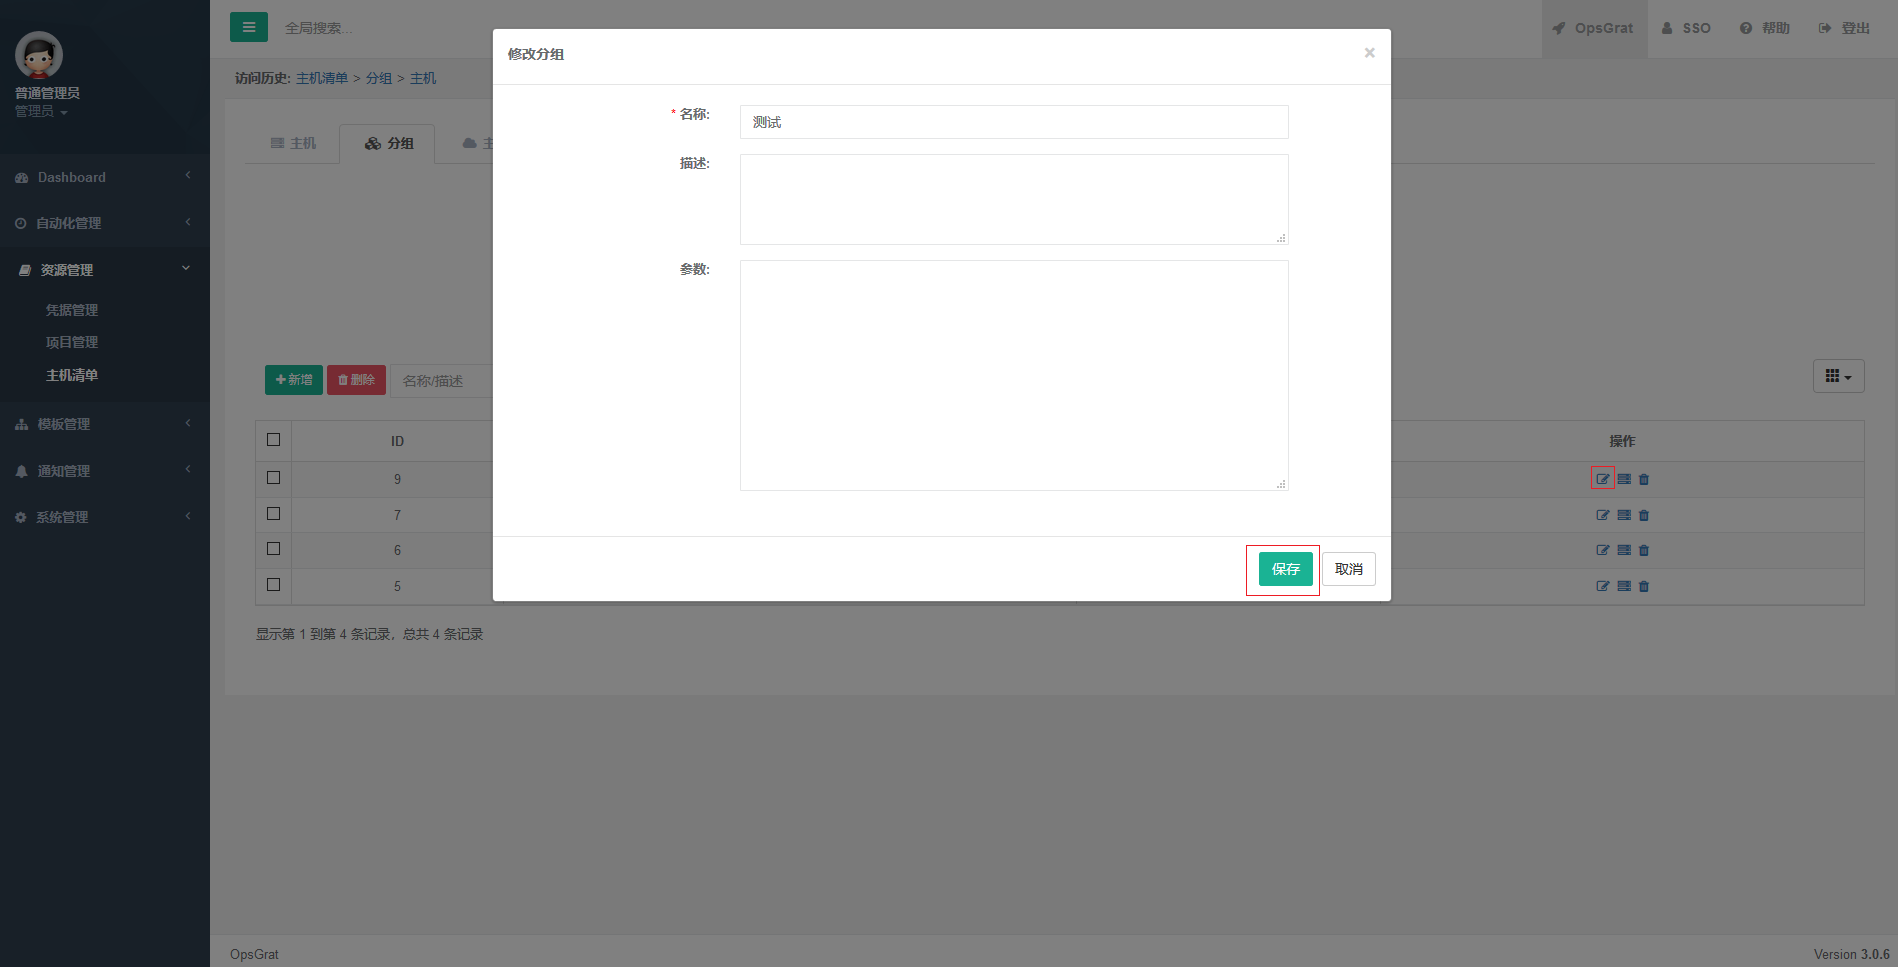 普通管理员
管理员
Dashboard
自动化管理
资源管理
凭据管理
项目管理
主机清单
模板管理
通知管理
系统管理
全局搜索...
OpsGrat
SSO
帮助
登出
访问历史: 主机清单 > 分组 > 主机
主机
分组
主
修改分组
×
* 名称:
测试
描述:
参数:
保存
取消
新增
删除
名称/描述
ID
操作
9
7
6
5
显示第 1 到第 4 条记录，总共 4 条记录
OpsGrat
Version 3.0.6